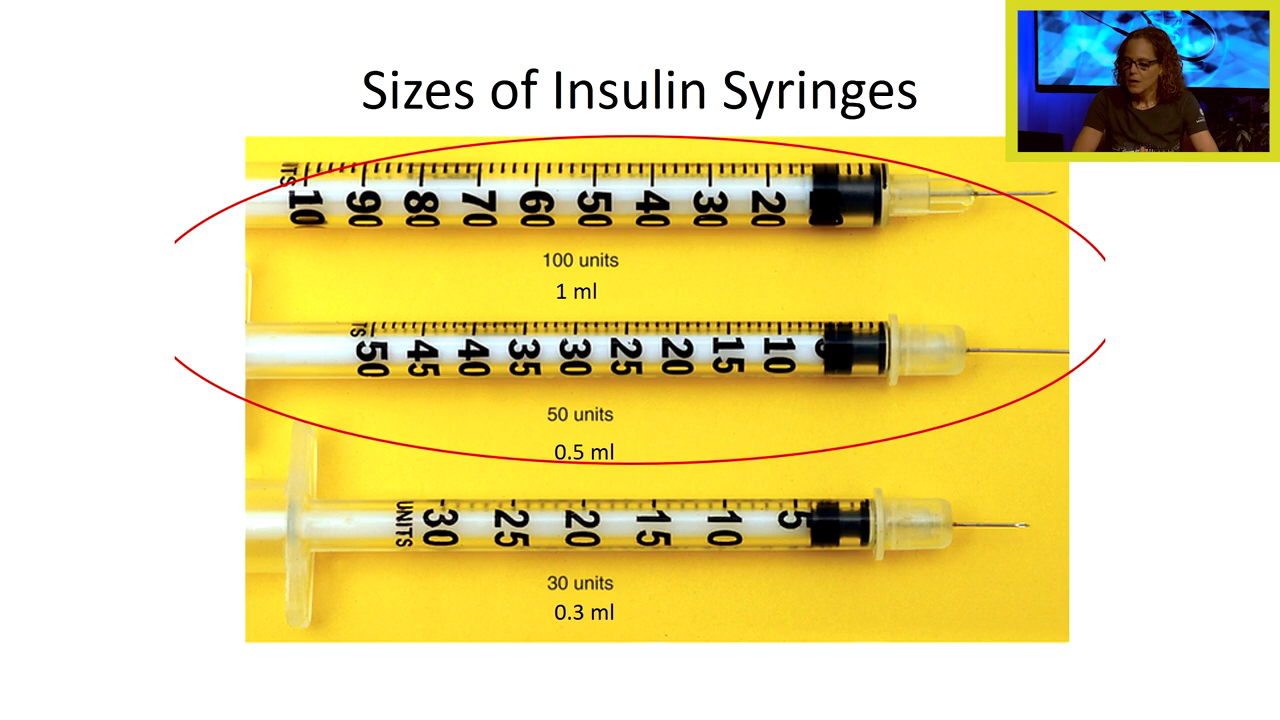 Sizes of Insulin Syringes
10 90 80 70 60 50 40 30 20
100 units
1 ml
50 45 40 35 30 25 20 15 10
50 units
0.5 ml
UNITS 30 25 20 15 10 5
30 units
0.3 ml